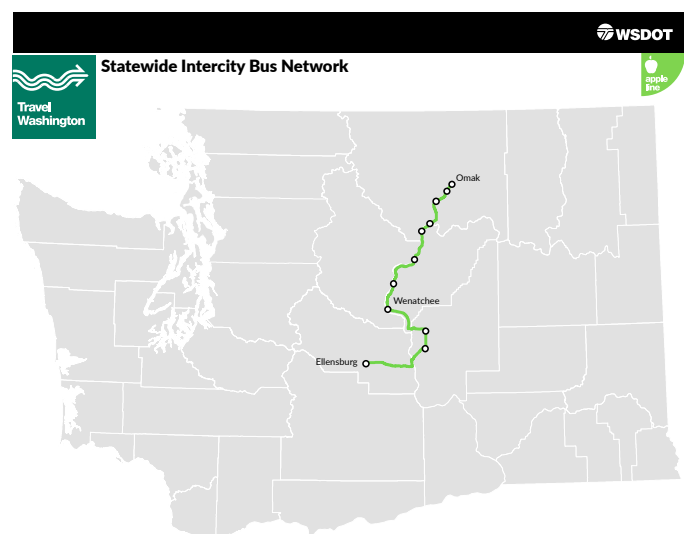 WSDOT
Statewide Intercity Bus Network
Travel
Washington
apple
line
Omak
Wenatchee
Ellensburg